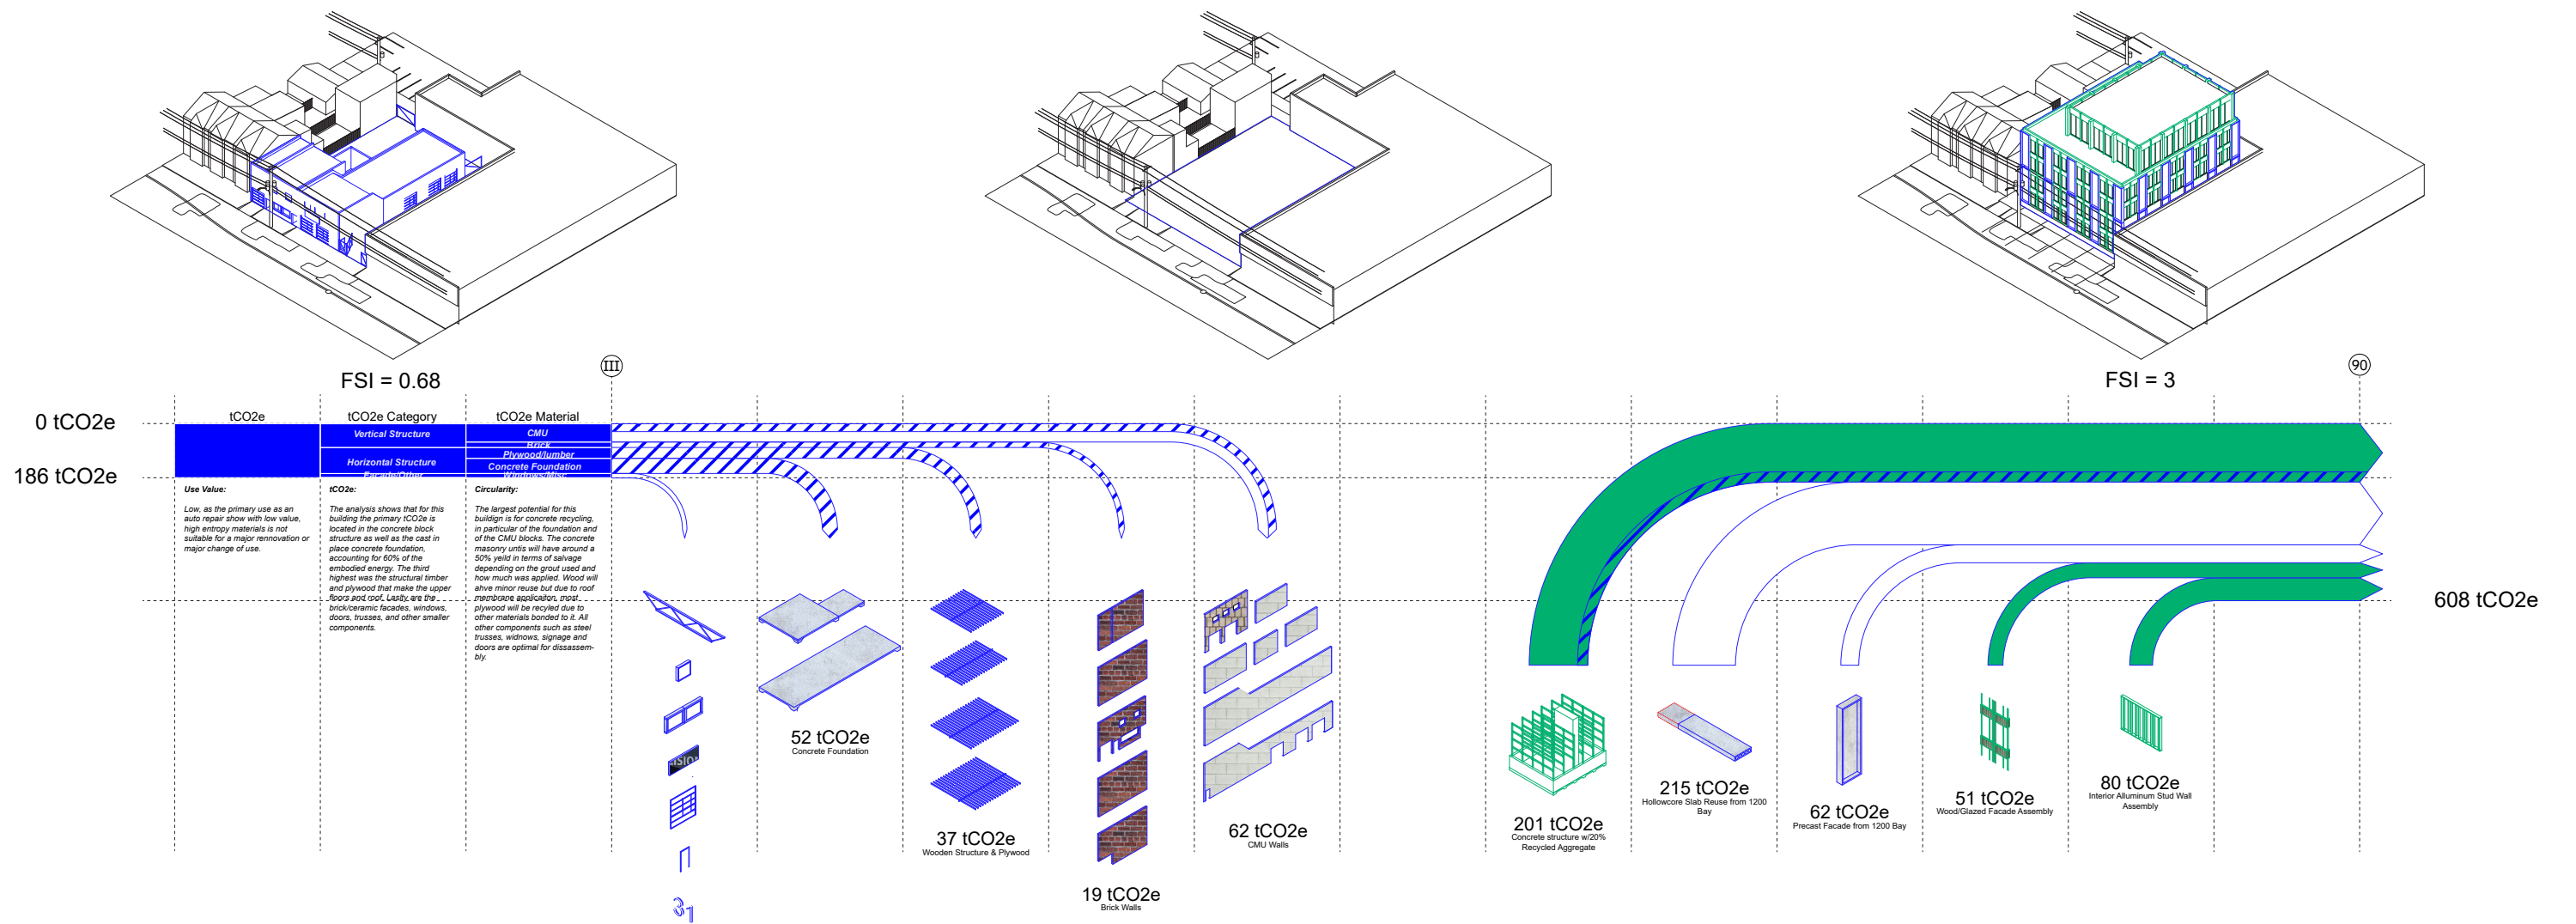 III
90
FSI = 0.68
FSI = 3
0 tCO2e
186 tCO2e
608 tCO2e
tCO2e
tCO2e Category
tCO2e Material
Vertical Structure
Horizontal Structure
Facade/Other
CMU
Brick
Plywood/lumber
Concrete Foundation
Windows/Misc
Use Value:
Low, as the primary use as an
auto repair show with low value,
high entropy materials is not
suitable for a major rennovation or
major change of use.
tCO2e:
The analysis shows that for this
building the primary tCO2e is
located in the concrete block
structure as well as the cast in
place concrete foundation,
accounting for 60% of the
embodied energy. The third
highest was the structural timber
and plywood that make the upper
floors and roof. Lastly are the
brick/ceramic facades, windows,
doors, trusses, and other smaller
components.
Circularity:
The largest potential for this
buildign is for concrete recycling,
in particular of the foundation and
of the CMU blocks. The concrete
masonry untis will have around a
50% yeild in terms of salvage
depending on the grout used and
how much was applied. Wood will
ahve minor reuse but due to roof
membrane applicaiton, most
plywood will be recyled due to
other materials bonded to it. All
other components such as steel
trusses, widnows, signage and
doors are optimal for dissassem-
bly.
31
52 tCO2e
Concrete Foundation
37 tCO2e
Wooden Structure & Plywood
19 tCO2e
Brick Walls
62 tCO2e
CMU Walls
201 tCO2e
Concrete structure w/20%
Recycled Aggregate
215 tCO2e
Hollowcore Slab Reuse from 1200
Bay
62 tCO2e
Precast Facade from 1200 Bay
51 tCO2e
Wood/Glazed Facade Assembly
80 tCO2e
Interior Alluminum Stud Wall
Assembly